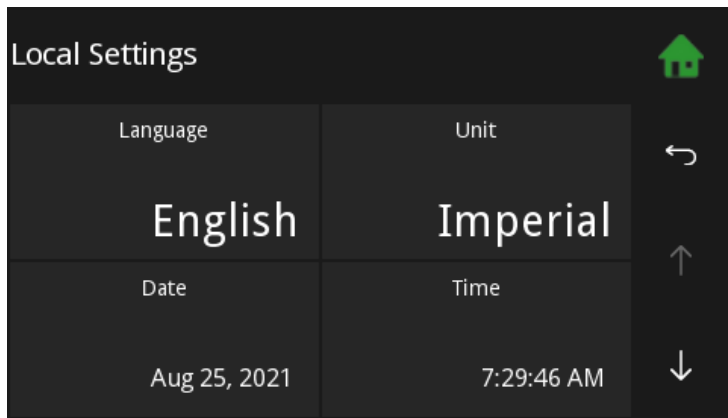 Local Settings
Language
Unit
English
Imperial
Date
Time
Aug 25, 2021
7:29:46 AM